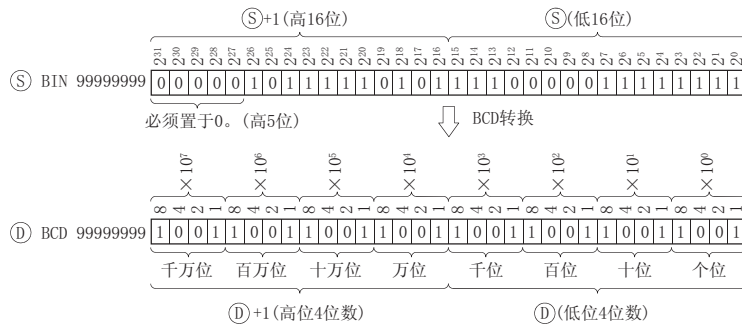 Ⓢ+1(高16位) Ⓢ(低16位)
2³¹ 2³⁰ 2²⁹ 2²⁸ 2²⁷ 2²⁶ 2²⁵ 2²⁴ 2²³ 2²² 2²¹ 2²⁰ 2¹⁹ 2¹⁸ 2¹⁷ 2¹⁶ 2¹⁵ 2¹⁴ 2¹³ 2¹² 2¹¹ 2¹⁰ 2⁹ 2⁸ 2⁷ 2⁶ 2⁵ 2⁴ 2³ 2² 2¹ 2⁰
Ⓢ BIN 99999999 0 0 0 0 0 1 0 1 1 1 1 1 0 1 0 1 1 1 1 0 0 0 0 0 1 1 1 1 1 1 1 1
必须置于0。(高5位) BCD转换
×10⁷ ×10⁶ ×10⁵ ×10⁴ ×10³ ×10² ×10¹ ×10⁰
8 4 2 1 8 4 2 1 8 4 2 1 8 4 2 1 8 4 2 1 8 4 2 1 8 4 2 1 8 4 2 1
Ⓓ BCD 99999999 1 0 0 1 1 0 0 1 1 0 0 1 1 0 0 1 1 0 0 1 1 0 0 1 1 0 0 1 1 0 0 1
千万位 百万位 十万位 万位 千位 百位 十位 个位
Ⓓ+1(高位4位数) Ⓓ(低位4位数)